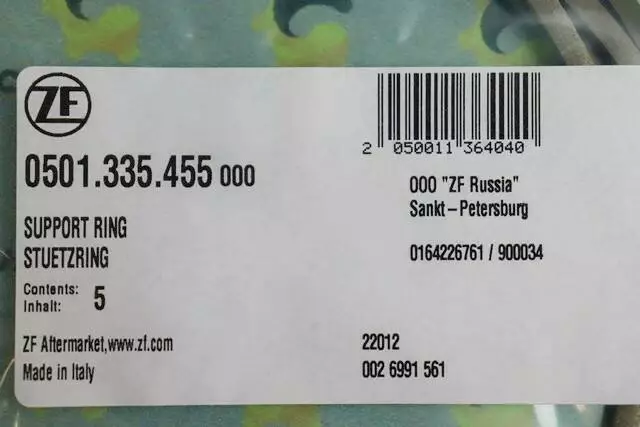 ZF
0501.335.455 000
SUPPORT RING
STUETZRING
Contents:
Inhalt: 5
ZF Aftermarket,www.zf.com
Made in Italy
2 050011 364040
OOO "ZF Russia"
Sankt-Petersburg
0164226761 / 900034
22012
002 6991 561